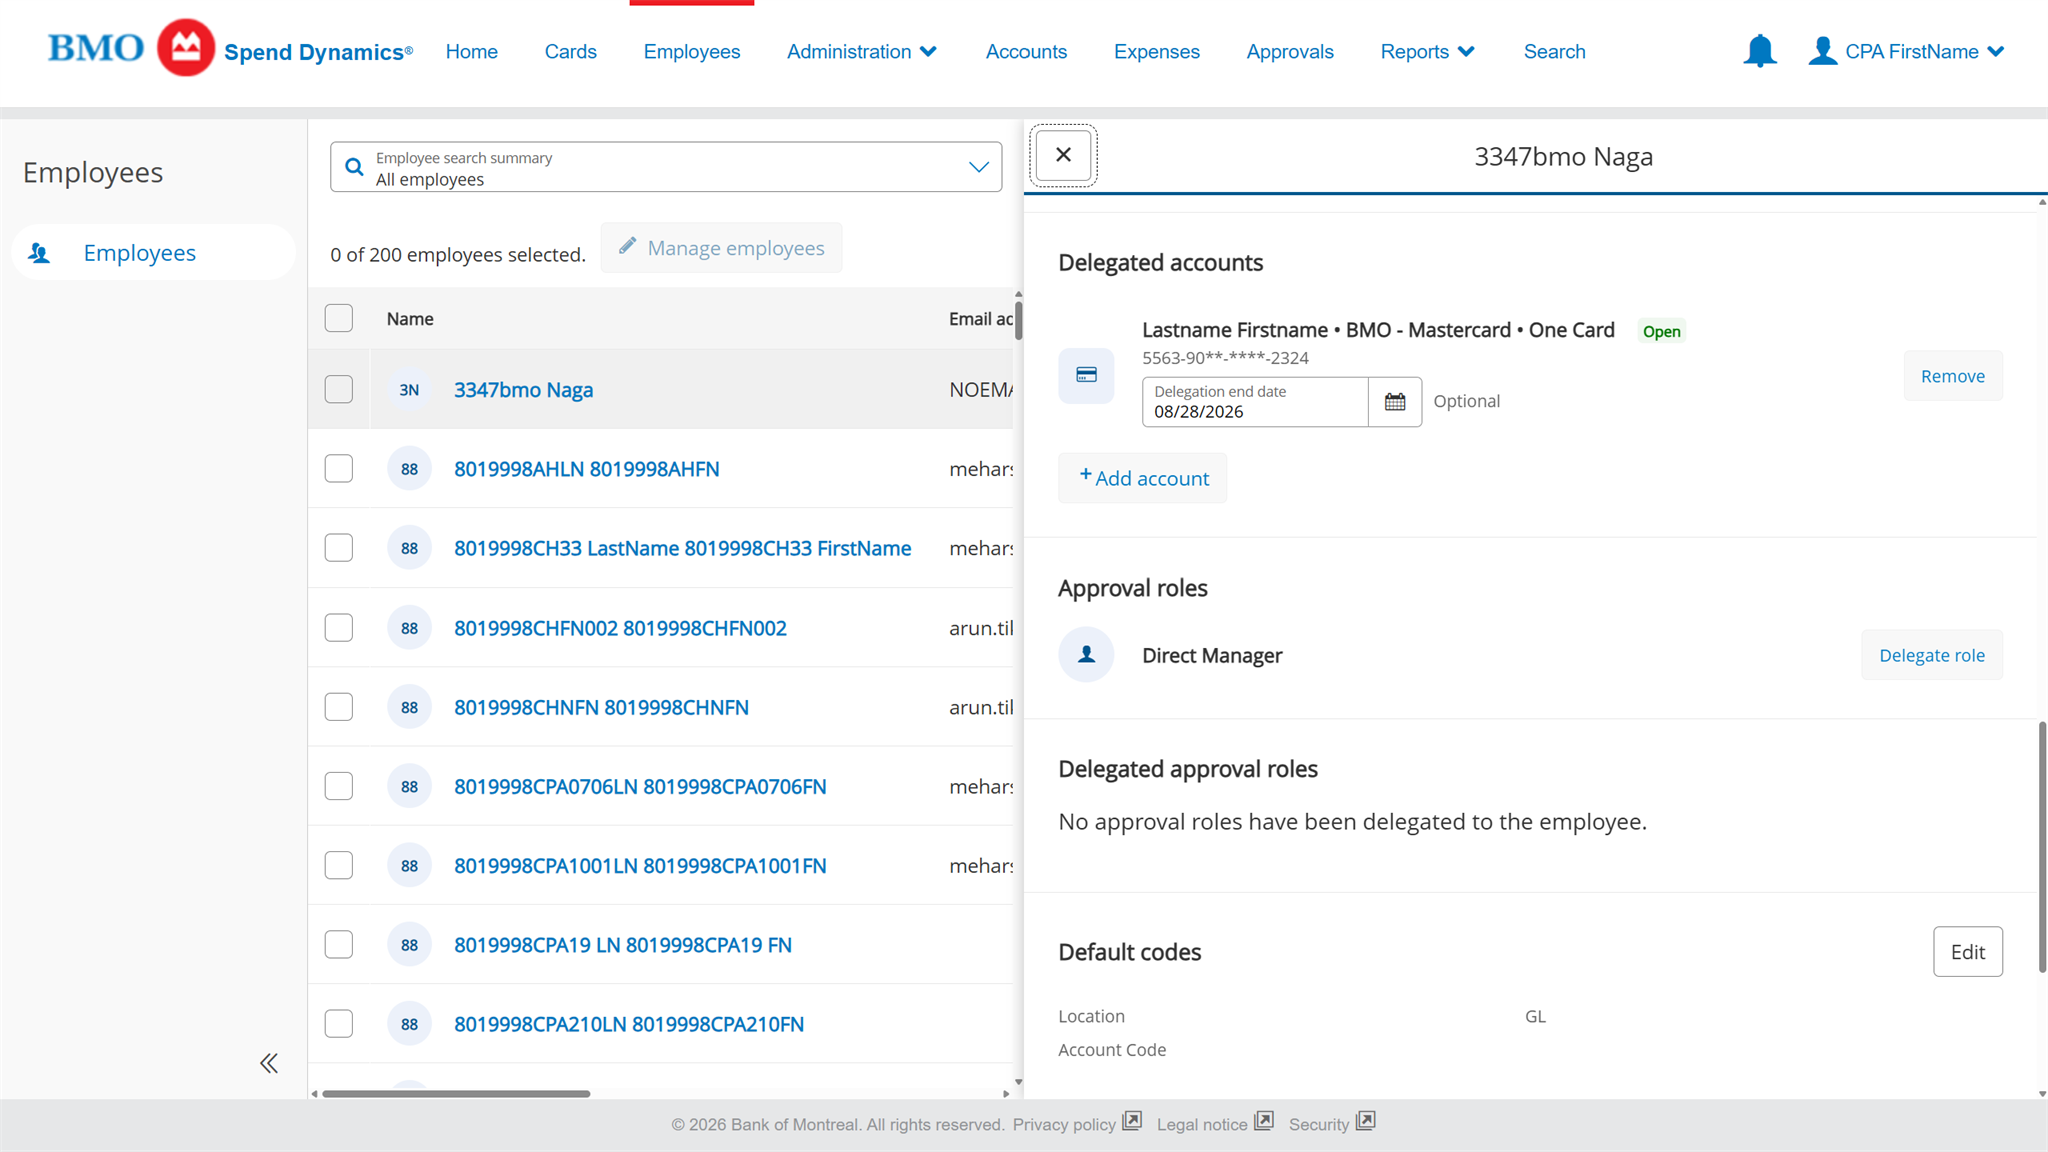 BMO Spend Dynamics®
Home
Cards
Employees
Administration
Accounts
Expenses
Approvals
Reports
Search
CPA FirstName
Employees
Employees
Employee search summary
All employees
0 of 200 employees selected.
Manage employees
Name
Email ad
3N
3347bmo Naga
NOEMA
88
8019998AHLN 8019998AHFN
mehars
88
8019998CH33 LastName 8019998CH33 FirstName
mehars
88
8019998CHFN002 8019998CHFN002
arun.til
88
8019998CHNFN 8019998CHNFN
arun.til
88
8019998CPA0706LN 8019998CPA0706FN
mehars
88
8019998CPA1001LN 8019998CPA1001FN
mehars
88
8019998CPA19 LN 8019998CPA19 FN
88
8019998CPA210LN 8019998CPA210FN
3347bmo Naga
Delegated accounts
Lastname Firstname • BMO - Mastercard • One Card
Open
5563-90**-****-2324
Delegation end date
08/28/2026
Optional
Remove
+ Add account
Approval roles
Direct Manager
Delegate role
Delegated approval roles
No approval roles have been delegated to the employee.
Default codes
Edit
Location
GL
Account Code
© 2026 Bank of Montreal. All rights reserved. Privacy policy Legal notice Security